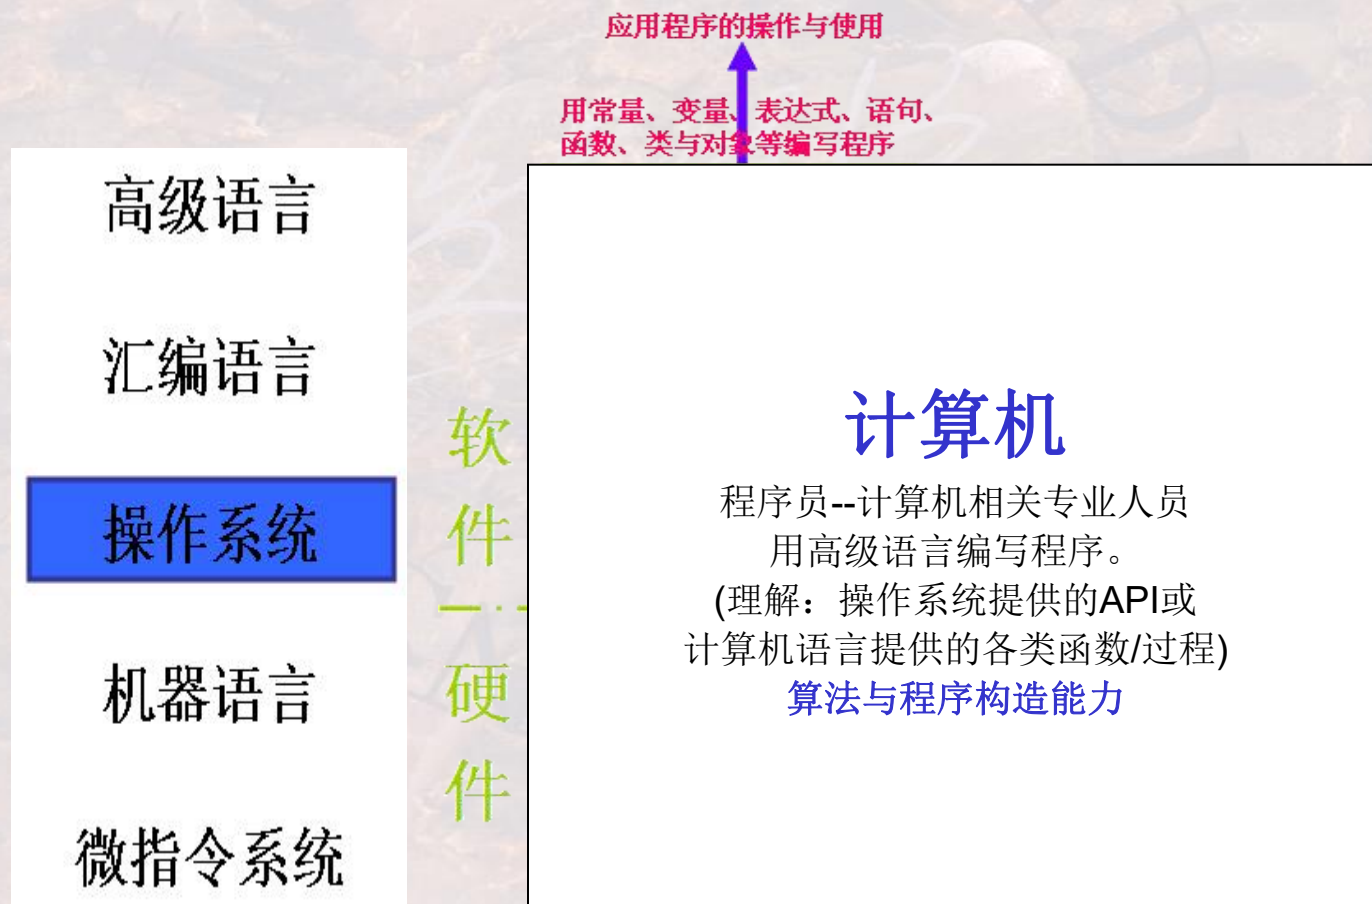 应用程序的操作与使用
用常量、变量、表达式、语句、
函数、类与对象等编写程序
高级语言
汇编语言
操作系统
机器语言
微指令系统
软
件
硬
件
计算机
程序员--计算机相关专业人员
用高级语言编写程序。
(理解：操作系统提供的API或
计算机语言提供的各类函数/过程)
算法与程序构造能力